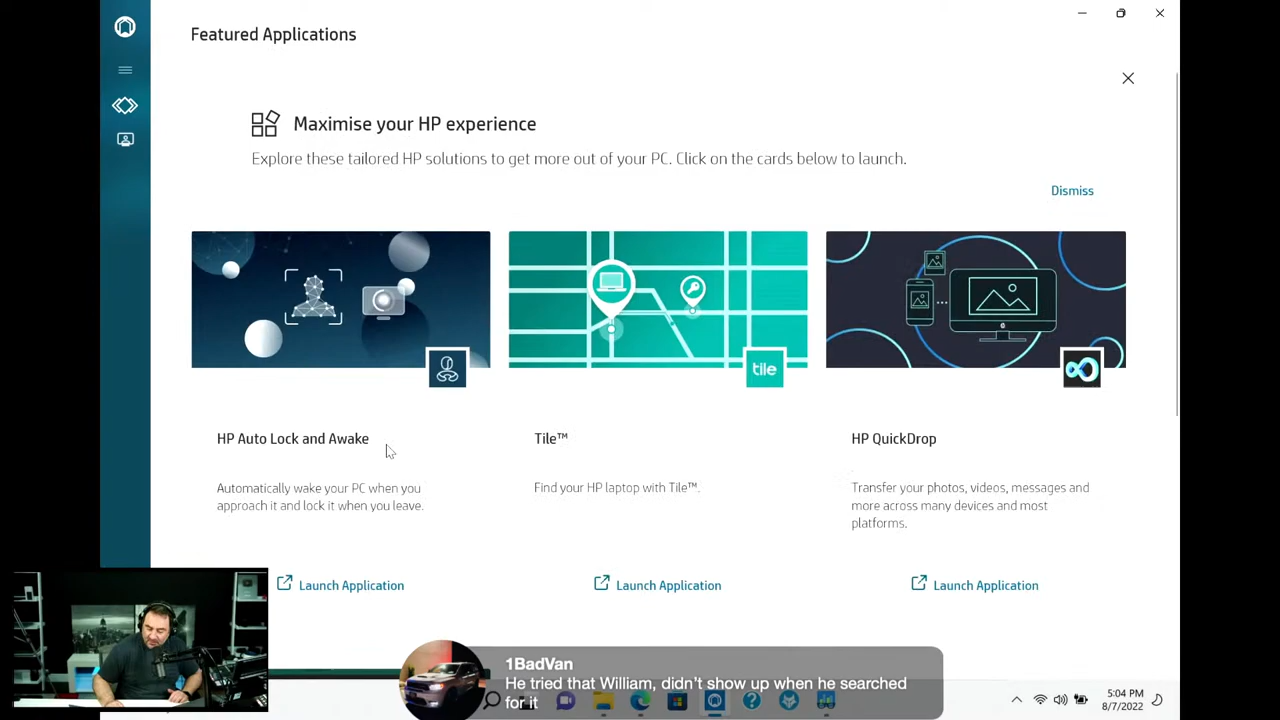 Featured Applications
Maximise your HP experience
Explore these tailored HP solutions to get more out of your PC. Click on the cards below to launch.
Dismiss
tile
HP Auto Lock and Awake
Automatically wake your PC when you
approach it and lock it when you leave.
Launch Application
Tile™
Find your HP laptop with Tile™.
Launch Application
HP QuickDrop
Transfer your photos, videos, messages and
more across many devices and most
platforms.
Launch Application
1BadVan
He tried that William, didn't show up when he searched
for it
5:04 PM
8/7/2022